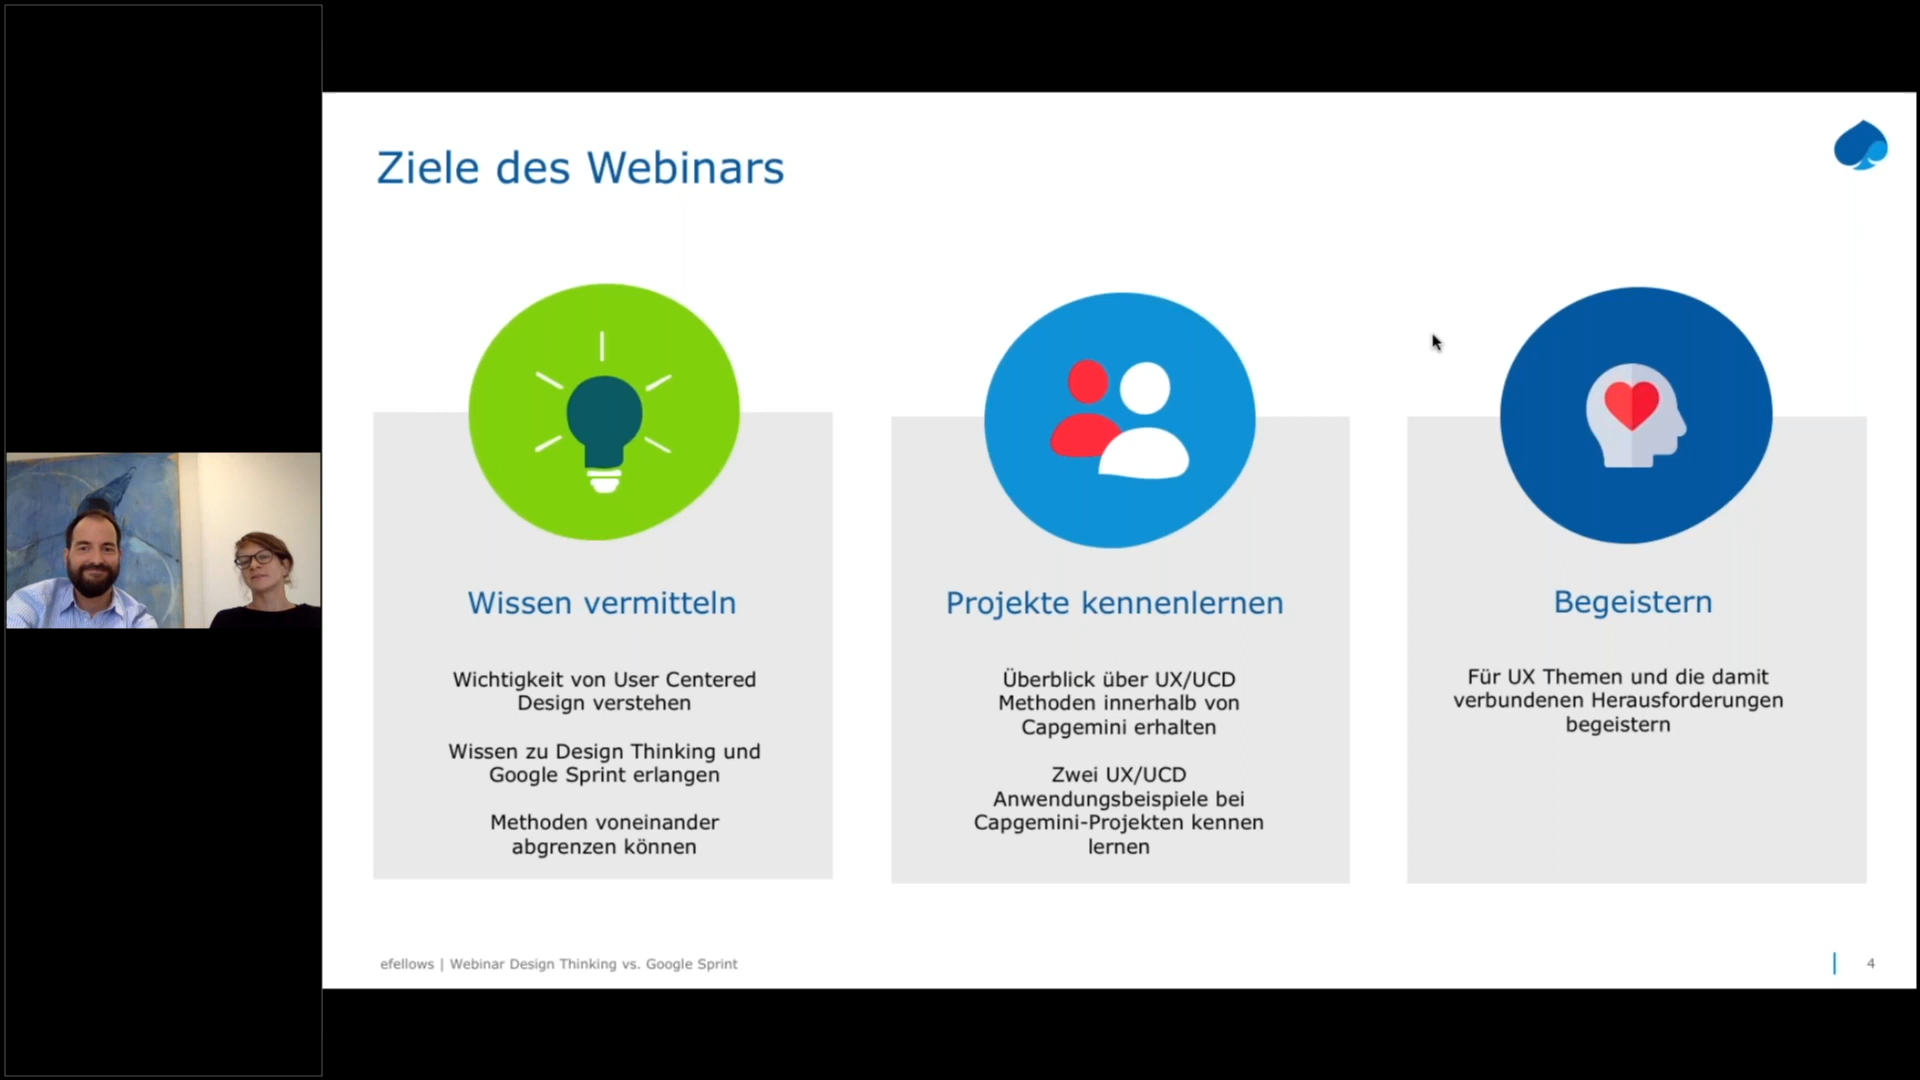 Ziele des Webinars
Wissen vermitteln
Wichtigkeit von User Centered
Design verstehen
Wissen zu Design Thinking und
Google Sprint erlangen
Methoden voneinander
abgrenzen können
Projekte kennenlernen
Überblick über UX/UCD
Methoden innerhalb von
Capgemini erhalten
Zwei UX/UCD
Anwendungsbeispiele bei
Capgemini-Projekten kennen
lernen
Begeistern
Für UX Themen und die damit
verbundenen Herausforderungen
begeistern
efellows | Webinar Design Thinking vs. Google Sprint
4